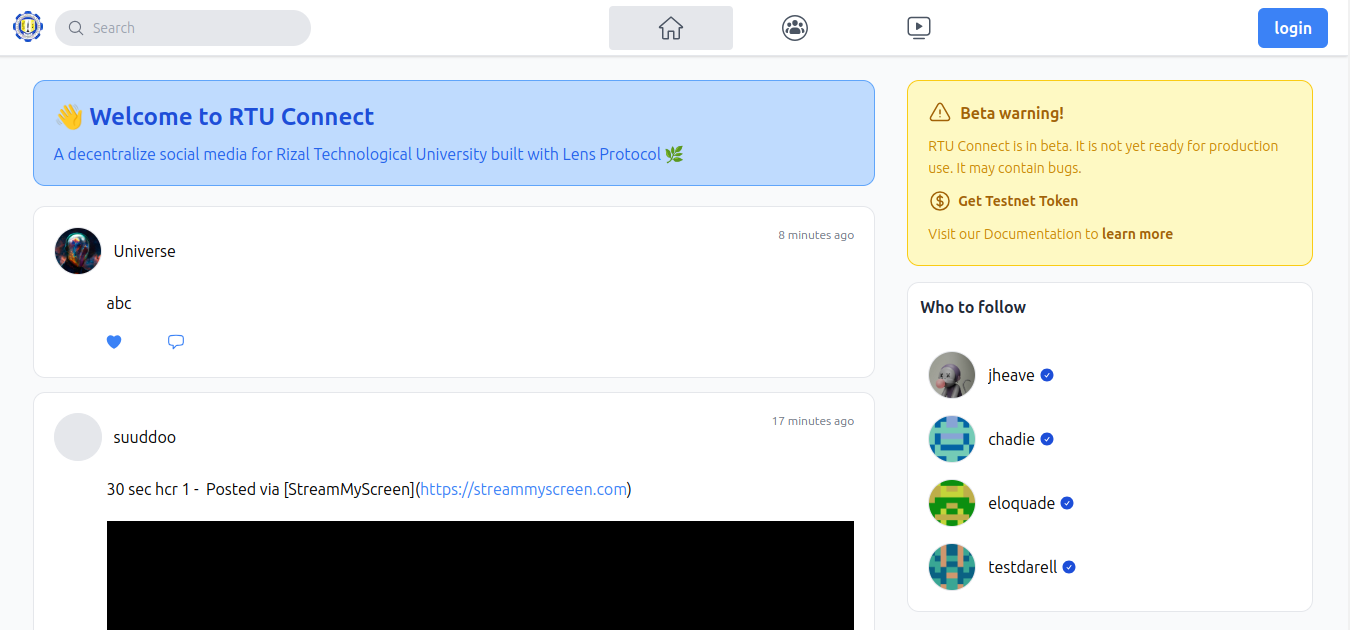 Search
login
👋 Welcome to RTU Connect
A decentralize social media for Rizal Technological University built with Lens Protocol 🌿
Universe
8 minutes ago
abc
suuddoo
17 minutes ago
30 sec hcr 1 -  Posted via [StreamMyScreen](https://streammyscreen.com)
Beta warning!
RTU Connect is in beta. It is not yet ready for production
use. It may contain bugs.
Get Testnet Token
Visit our Documentation to learn more
Who to follow
jheave
chadie
eloquade
testdarell